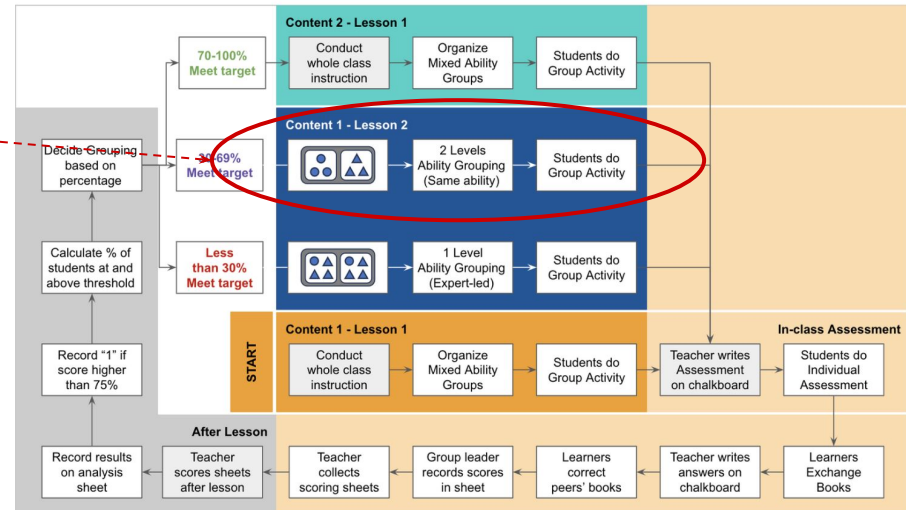 Content 2 - Lesson 1
70-100%
Meet target
Conduct
whole class
instruction
Organize
Mixed Ability
Groups
Students do
Group Activity
Content 1 - Lesson 2
Decide Grouping
based on
percentage
30-69%
Meet target
2 Levels
Ability Grouping
(Same ability)
Students do
Group Activity
Calculate % of
students at and
above threshold
Less
than 30%
Meet target
1 Level
Ability Grouping
(Expert-led)
Students do
Group Activity
START
Content 1 - Lesson 1
In-class Assessment
Record “1” if
score higher
than 75%
Conduct
whole class
instruction
Organize
Mixed Ability
Groups
Students do
Group Activity
Teacher writes
Assessment
on chalkboard
Students do
Individual
Assessment
After Lesson
Record results
on analysis
sheet
Teacher
scores sheets
after lesson
Teacher
collects
scoring sheets
Group leader
records scores
in sheet
Learners
correct
peers’ books
Teacher writes
answers on
chalkboard
Learners
Exchange
Books